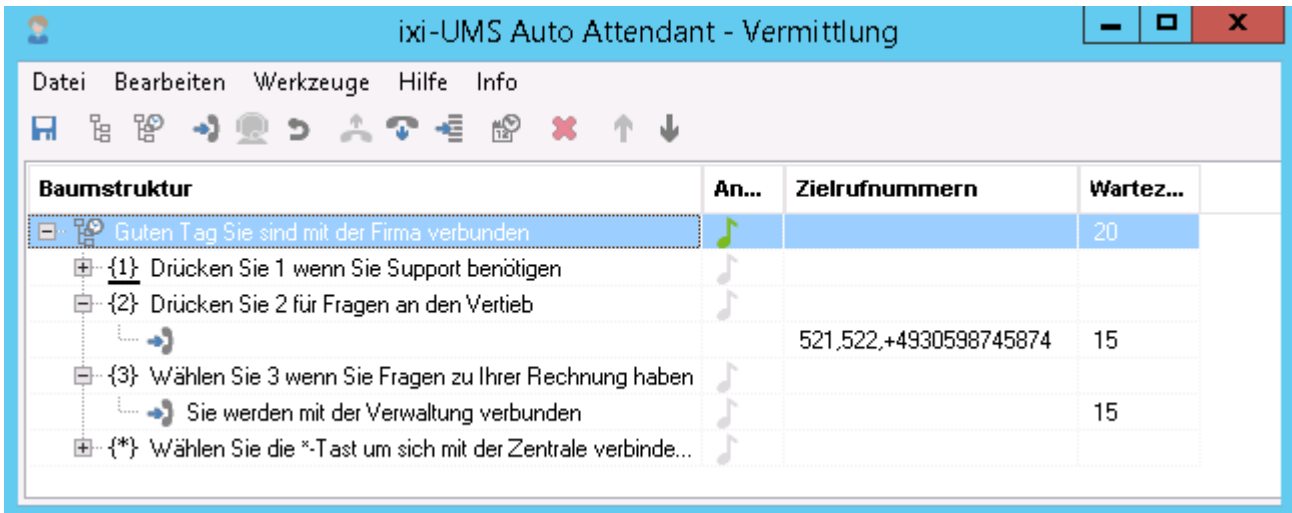 ixi-UMS Auto Attendant - Vermittlung
Datei Bearbeiten Werkzeuge Hilfe Info
Baumstruktur An... Zielrufnummern Wartez...
Guten Tag Sie sind mit der Firma verbunden 20
{1} Drücken Sie 1 wenn Sie Support benötigen
{2} Drücken Sie 2 für Fragen an den Vertieb
521,522,+4930598745874 15
{3} Wählen Sie 3 wenn Sie Fragen zu Ihrer Rechnung haben
Sie werden mit der Verwaltung verbunden 15
{*} Wählen Sie die *-Tast um sich mit der Zentrale verbinde...